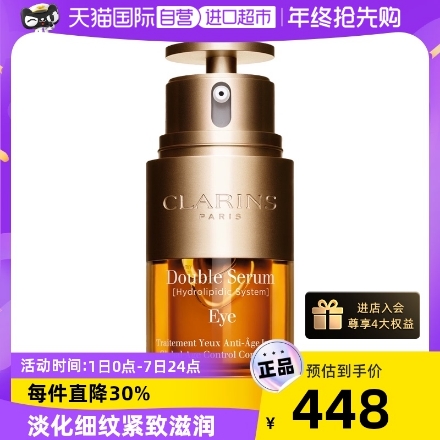 天猫国际 自营 进口超市 年终抢先购
CLARINS
PARIS
Double Serum
[Hydrolipidic System]
Eye
Traitement Yeux Anti-Âge
进店入会
尊享4大权益
活动时间:1日0点-7日24点
正品
预估到手价
每件直降30%
淡化细纹紧致滋润
¥448